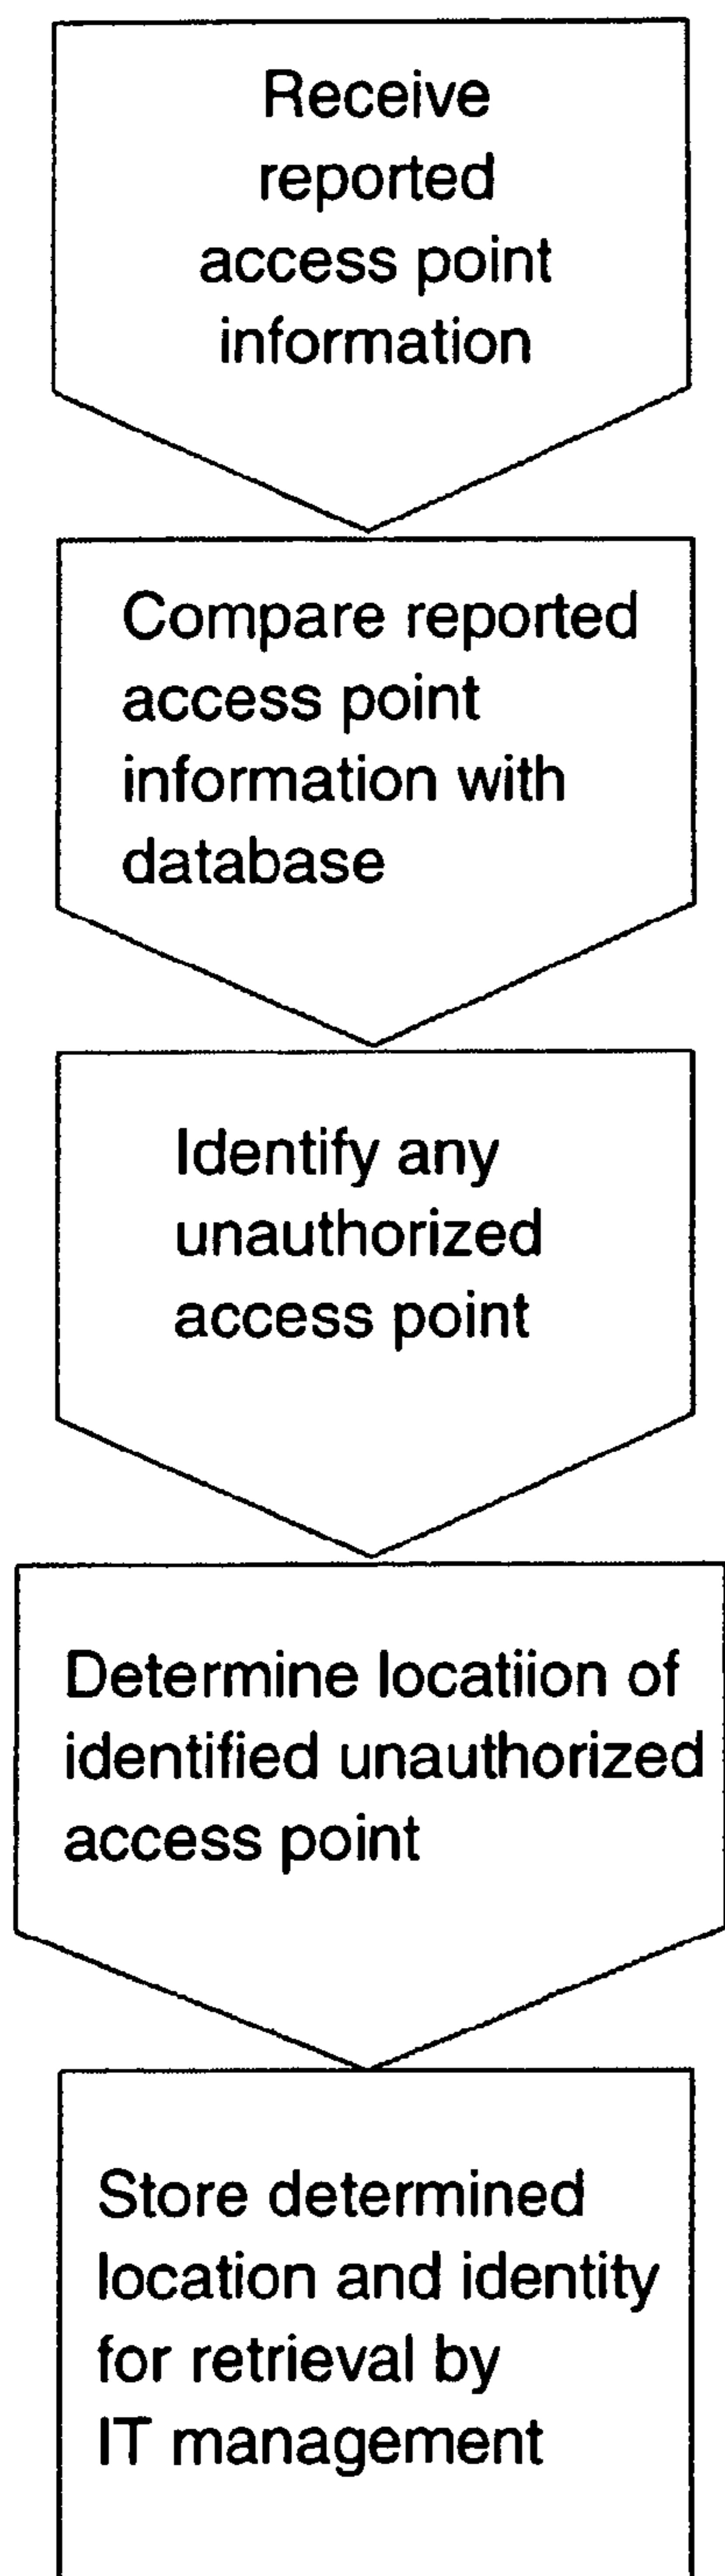 Receive
reported
access point
information
Compare reported
access point
information with
database
Identify any
unauthorized
access point
Determine locatiion of
identified unauthorized
access point
Store determined
location and identity
for retrieval by
IT management